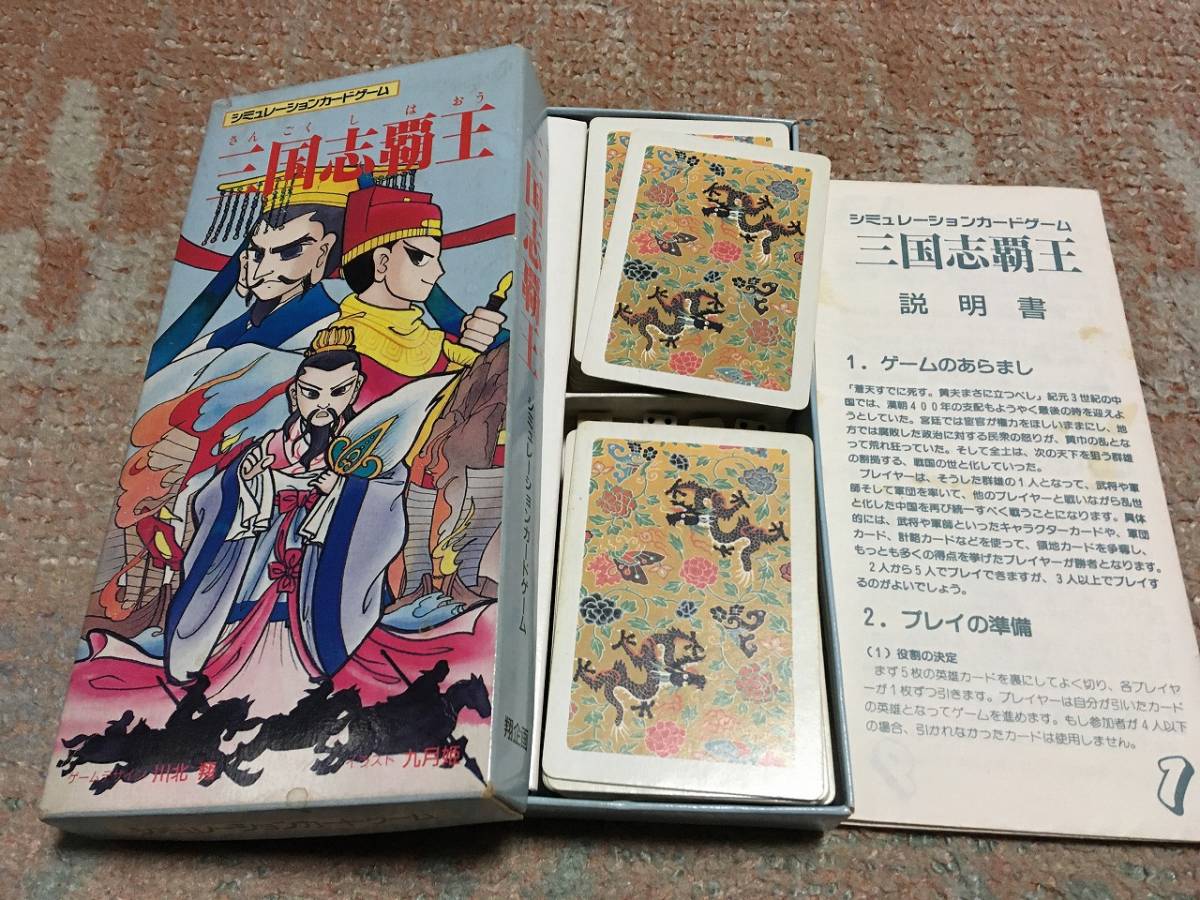 シミュレーションカードゲーム
さんごくしはおう
三国志覇王
ゲームデザイン 川北 翔
イラスト 九月姫
シミュレーションカードゲーム
三国志覇王
シミュレーションカードゲーム
翔企画
シミュレーションカードゲーム
三国志覇王
説明書
1.ゲームのあらまし
「蒼天すでに死す。黄夫まさに立つべし」紀元3世紀の中
国では、漢朝400年の支配もようやく最後の時を迎えよ
うとしていた。宮廷では宦官が権力をほしいままにし、地
方では腐敗した政治に対する民衆の怒りが、黄巾の乱とな
って荒れ狂っていた。そして全土は、次の天下を狙う群雄
の割拠する、戦国の世と化していった。
プレイヤーは、そうした群雄の1人となって、武将や軍
師そして軍団を率いて、他のプレイヤーと戦いながら乱世
と化した中国を再び統一すべく戦うことになります。具体
的には、武将や軍師といったキャラクターカードや、軍団
カード、計略カードなどを使って、領地カードを争奪し、
もっとも多くの得点を挙げたプレイヤーが勝者となります。
2人から5人でプレイできますが、3人以上でプレイす
るのがよいでしょう。
2.プレイの準備
(1)役割の決定
まず5枚の英雄カードを裏にしてよく切り、各プレイヤ
ーが1枚ずつ引きます。プレイヤーは自分が引いたカード
の英雄となってゲームを進めます。もし参加者が4人以下
の場合、引かれなかったカードは使用しません。
1